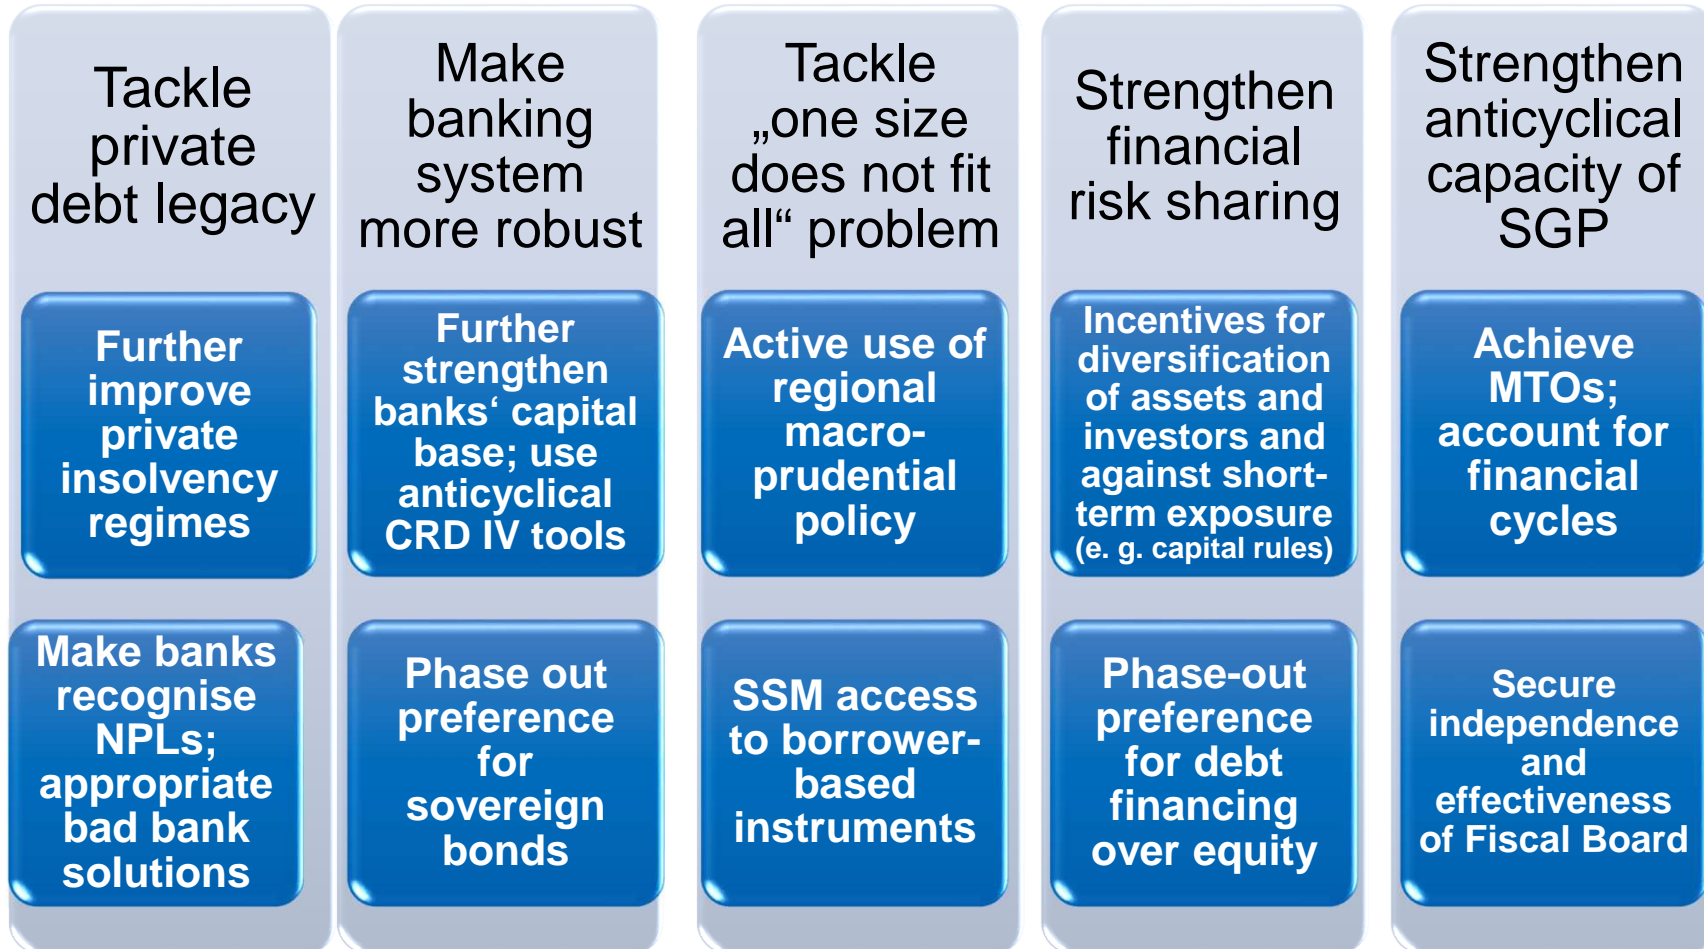 Tackle
private
debt legacy
Further
improve
private
insolvency
regimes
Make banks
recognise
NPLs;
appropriate
bad bank
solutions
Make
banking
system
more robust
Further
strengthen
banks‘ capital
base; use
anticyclical
CRD IV tools
Phase out
preference
for
sovereign
bonds
Tackle
„one size
does not fit
all“ problem
Active use of
regional
macro-
prudential
policy
SSM access
to borrower-
based
instruments
Strengthen
financial
risk sharing
Incentives for
diversification
of assets and
investors and
against short-
term exposure
(e. g. capital rules)
Phase-out
preference
for debt
financing
over equity
Strengthen
anticyclical
capacity of
SGP
Achieve
MTOs;
account for
financial
cycles
Secure
independence
and
effectiveness
of Fiscal Board